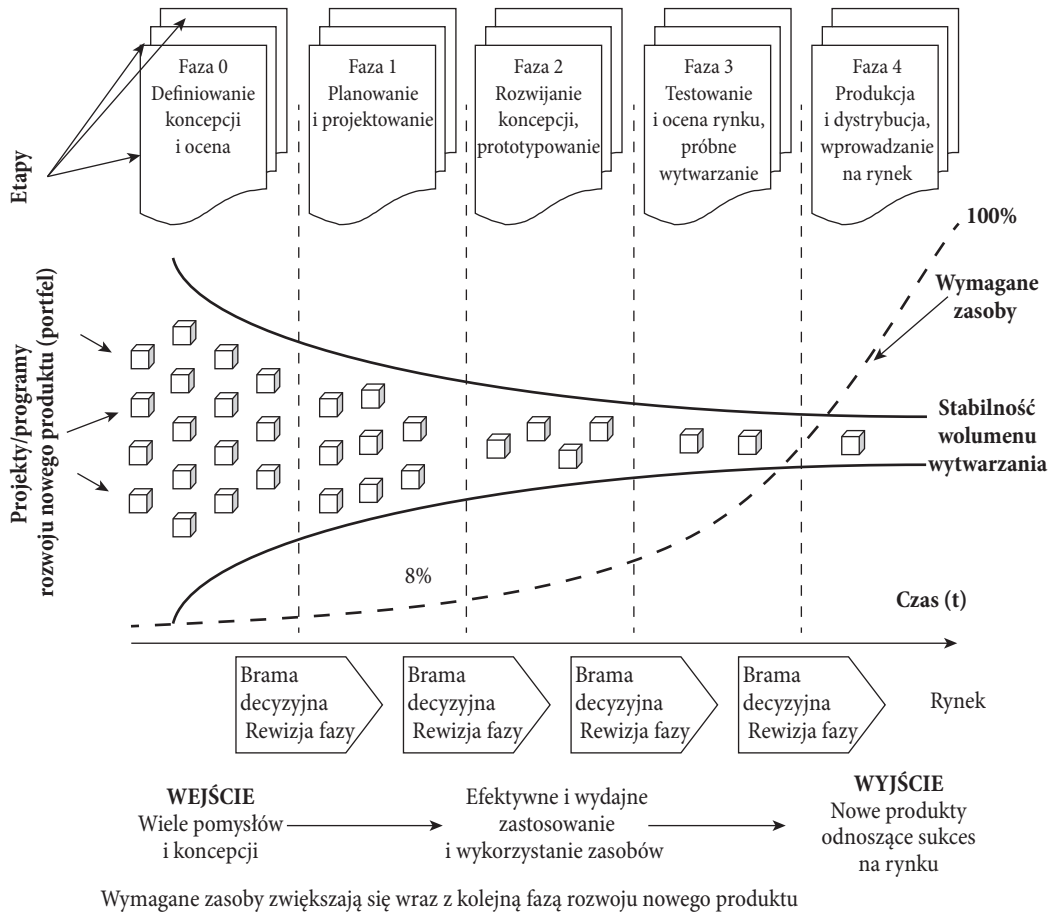 Etapy
Faza 0
Definiowanie
koncepcji
i ocena
Faza 1
Planowanie
i projektowanie
Faza 2
Rozwijanie
koncepcji,
prototypowanie
Faza 3
Testowanie
i ocena rynku,
próbne
wytwarzanie
Faza 4
Produkcja
i dystrybucja,
wprowadzanie
na rynek
100%
Wymagane
zasoby
Projekty/programy
rozwoju nowego produktu (portfel)
Stabilność
wolumenu
wytwarzania
8%
Czas (t)
Brama
decyzyjna
Rewizja fazy
Brama
decyzyjna
Rewizja fazy
Brama
decyzyjna
Rewizja fazy
Brama
decyzyjna
Rewizja fazy
Rynek
WEJŚCIE
Wiele pomysłów
i koncepcji
Efektywne i wydajne
zastosowanie
i wykorzystanie zasobów
WYJŚCIE
Nowe produkty
odnoszące sukces
na rynku
Wymagane zasoby zwiększają się wraz z kolejną fazą rozwoju nowego produktu